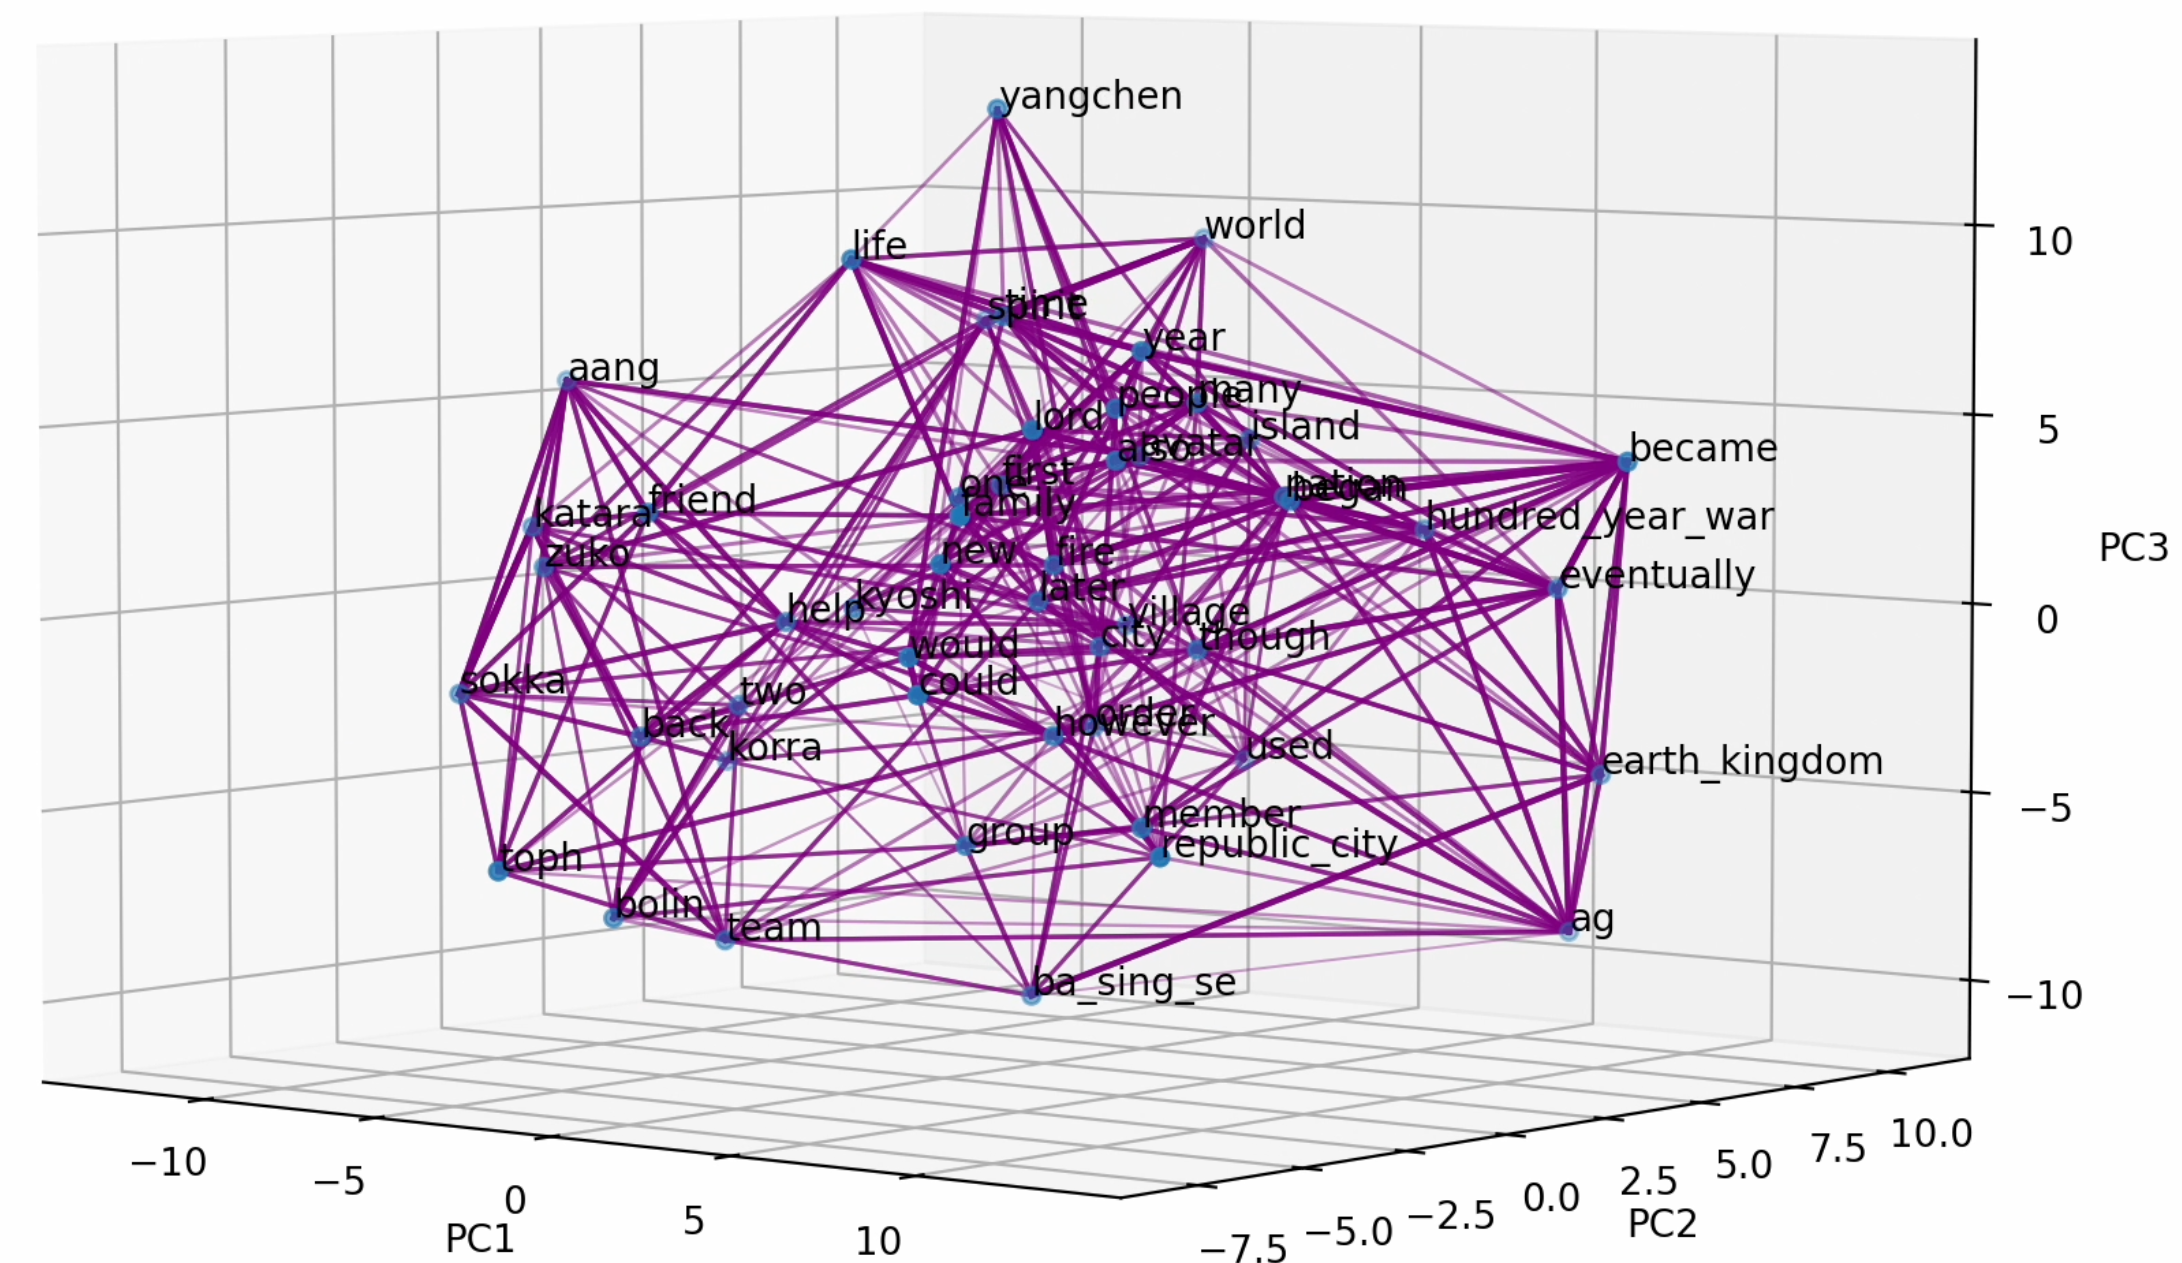 yangchen
world
life
time
year
aang
many
people
lord
island
avatar
also
became
first
one
nation
began
family
friend
katara
hundred_year_war
zuko
new
fire
eventually
later
kyoshi
help
village
city
though
would
sokka
could
two
order
back
however
korra
used
earth_kingdom
member
group
republic_city
toph
bolin
team
ag
ba_sing_se
10
5
0
−5
−10
PC3
−10
−5
0
5
10
PC1
−7.5
−5.0
−2.5
0.0
2.5
5.0
7.5
10.0
PC2